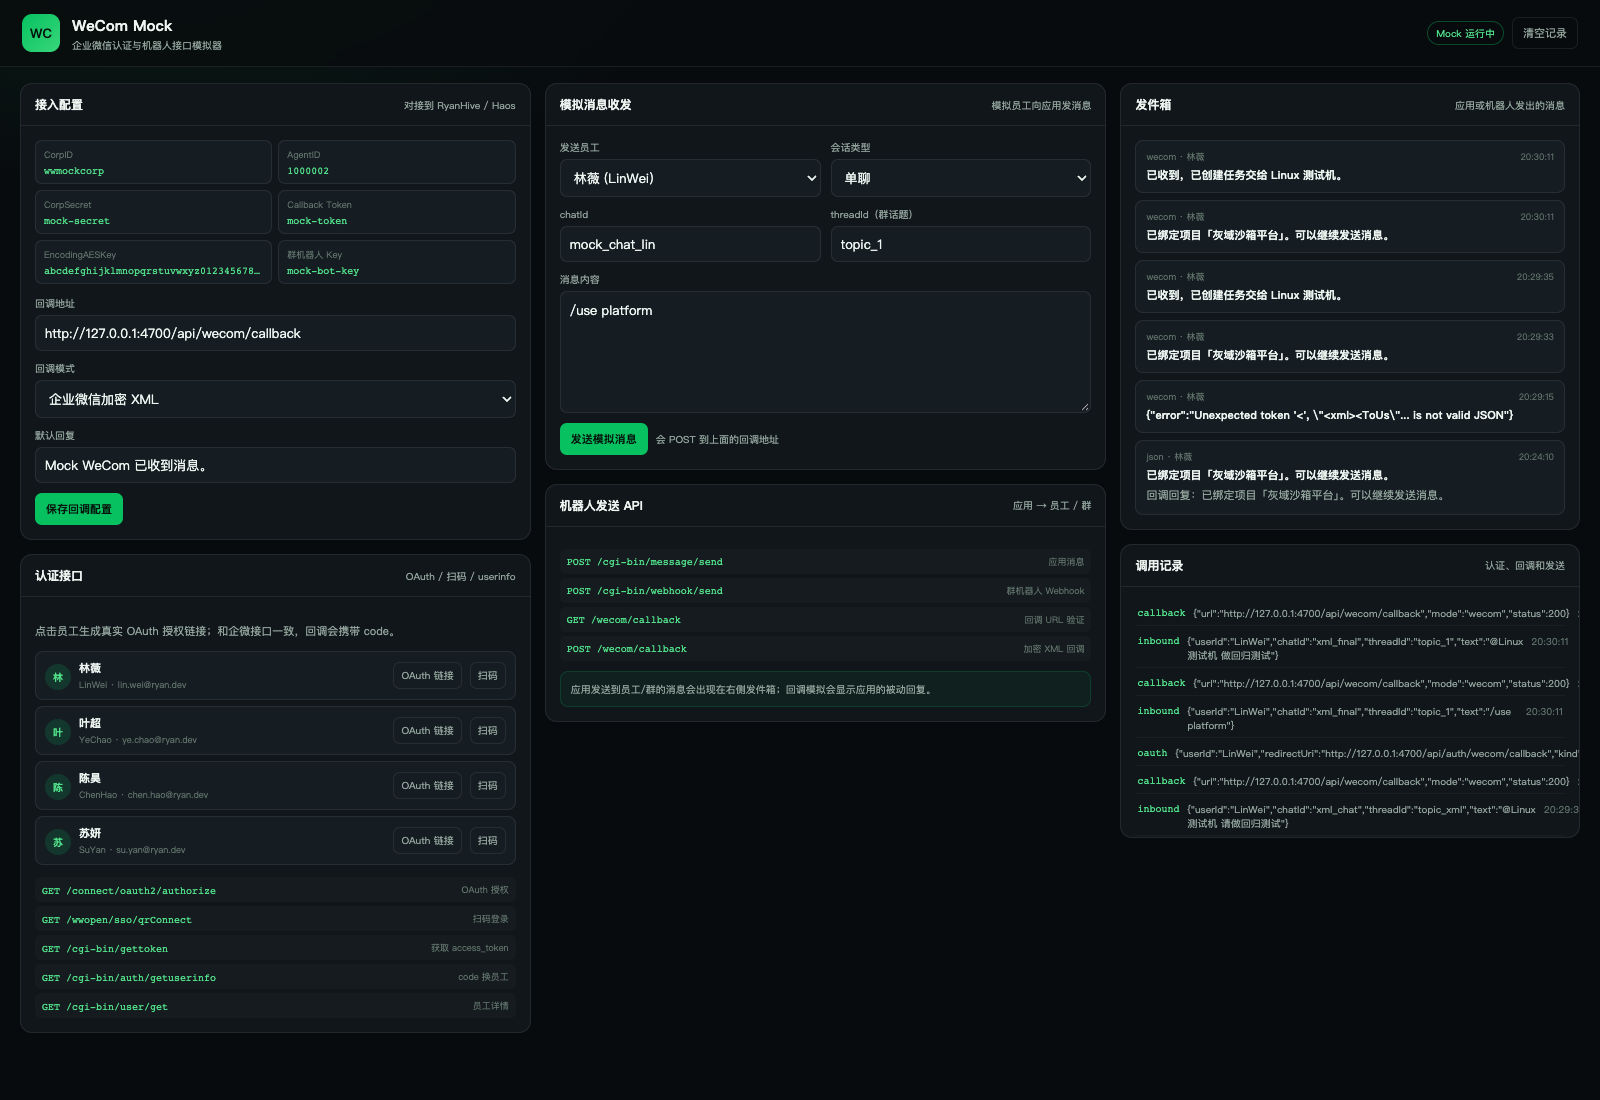 WC
WeCom Mock
企业微信认证与机器人接口模拟器
Mock 运行中
清空记录
接入配置
对接到 RyanHive / Haos
CorpID
wwmockcorp
AgentID
1000002
CorpSecret
mock-secret
Callback Token
mock-token
EncodingAESKey
abcdefghijklmnopqrstuvwxyz012345678…
群机器人 Key
mock-bot-key
回调地址
http://127.0.0.1:4700/api/wecom/callback
回调模式
企业微信加密 XML
默认回复
Mock WeCom 已收到消息。
保存回调配置
认证接口
OAuth / 扫码 / userinfo
点击员工生成真实 OAuth 授权链接；和企微接口一致，回调会携带 code。
林
林薇
LinWei · lin.wei@ryan.dev
OAuth 链接
扫码
叶
叶超
YeChao · ye.chao@ryan.dev
OAuth 链接
扫码
陈
陈昊
ChenHao · chen.hao@ryan.dev
OAuth 链接
扫码
苏
苏妍
SuYan · su.yan@ryan.dev
OAuth 链接
扫码
GET /connect/oauth2/authorize
OAuth 授权
GET /wwopen/sso/qrConnect
扫码登录
GET /cgi-bin/gettoken
获取 access_token
GET /cgi-bin/auth/getuserinfo
code 换员工
GET /cgi-bin/user/get
员工详情
模拟消息收发
模拟员工向应用发消息
发送员工
林薇 (LinWei)
会话类型
单聊
chatId
mock_chat_lin
threadId（群话题）
topic_1
消息内容
/use platform
发送模拟消息
会 POST 到上面的回调地址
机器人发送 API
应用 → 员工 / 群
POST /cgi-bin/message/send
应用消息
POST /cgi-bin/webhook/send
群机器人 Webhook
GET /wecom/callback
回调 URL 验证
POST /wecom/callback
加密 XML 回调
应用发送到员工/群的消息会出现在右侧发件箱；回调模拟会显示应用的被动回复。
发件箱
应用或机器人发出的消息
wecom · 林薇
20:30:11
已收到，已创建任务交给 Linux 测试机。
wecom · 林薇
20:30:11
已绑定项目「灰域沙箱平台」。可以继续发送消息。
wecom · 林薇
20:29:35
已收到，已创建任务交给 Linux 测试机。
wecom · 林薇
20:29:33
已绑定项目「灰域沙箱平台」。可以继续发送消息。
wecom · 林薇
20:29:15
{"error":"Unexpected token '<', \"<xml><ToUs\"... is not valid JSON"}
json · 林薇
20:24:10
已绑定项目「灰域沙箱平台」。可以继续发送消息。
回调回复：已绑定项目「灰域沙箱平台」。可以继续发送消息。
调用记录
认证、回调和发送
callback {"url":"http://127.0.0.1:4700/api/wecom/callback","mode":"wecom","status":200}
inbound {"userId":"LinWei","chatId":"xml_final","threadId":"topic_1","text":"@Linux 20:30:11
测试机 做回归测试"}
callback {"url":"http://127.0.0.1:4700/api/wecom/callback","mode":"wecom","status":200}
inbound {"userId":"LinWei","chatId":"xml_final","threadId":"topic_1","text":"/use 20:30:11
platform"}
oauth {"userId":"LinWei","redirectUri":"http://127.0.0.1:4700/api/auth/wecom/callback","kind"
callback {"url":"http://127.0.0.1:4700/api/wecom/callback","mode":"wecom","status":200}
inbound {"userId":"LinWei","chatId":"xml_chat","threadId":"topic_xml","text":"@Linux 20:29:3
测试机 请做回归测试"}